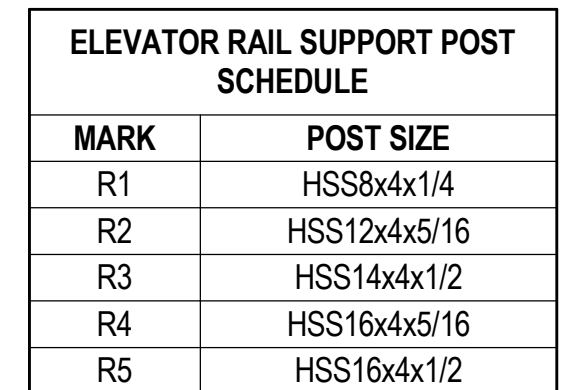 ELEVATOR RAIL SUPPORT POST
SCHEDULE
MARK POST SIZE
R1 HSS8x4x1/4
R2 HSS12x4x5/16
R3 HSS14x4x1/2
R4 HSS16x4x5/16
R5 HSS16x4x1/2